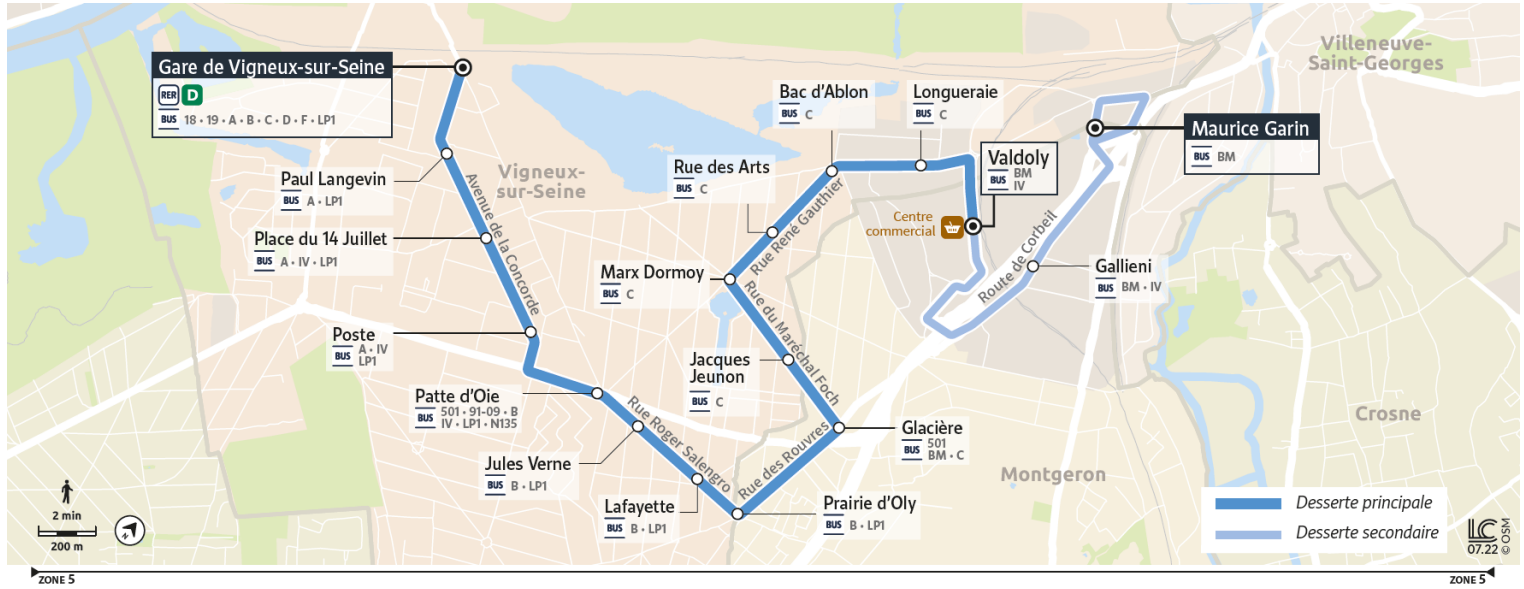 Gare de Vigneux-sur-Seine
RER D
BUS 18 • 19 • A • B • C • D • F • LP1
Paul Langevin
BUS A • LP1
Place du 14 Juillet
BUS A • IV • LP1
Avenue de la Concorde
Vigneux-
sur-Seine
Poste
BUS A • IV
LP1
Patte d'Oie
BUS 501 • 91-09 • B
IV • LP1 • N135
Jules Verne
BUS B • LP1
Rue Roger Salengro
Lafayette
BUS B • LP1
Prairie d'Oly
BUS B • LP1
Rue des Rouvres
Glacière
BUS 501
BM • C
Rue du Maréchal Foch
Jacques
Jeunon
BUS C
Marx Dormoy
BUS C
Rue René Gauthier
Rue des Arts
BUS C
Bac d'Ablon
BUS C
Longueraie
BUS C
Valdoly
BUS BM
IV
Centre
commercial
Route de Corbeil
Gallieni
BUS BM • IV
Maurice Garin
BUS BM
Villeneuve-
Saint-Georges
Crosne
Montgeron
Desserte principale
Desserte secondaire
2 min
200 m
N
LC
07.22
© OSM
ZONE 5
ZONE 5